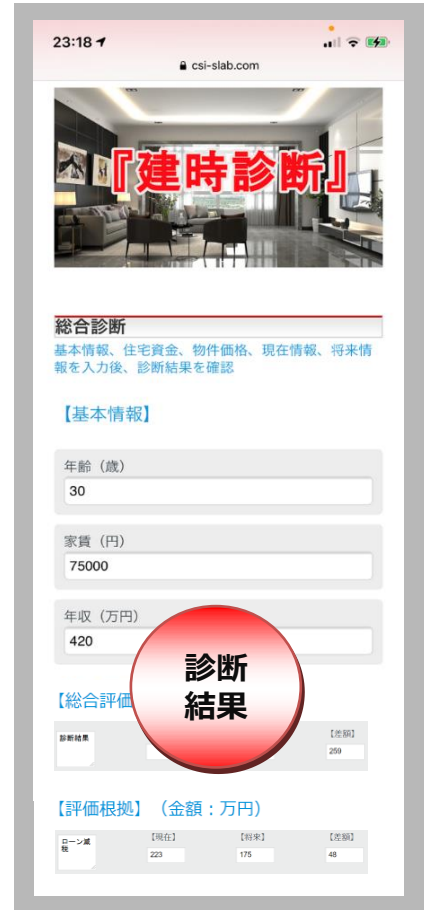 23:18
csi-slab.com
『建時診断』
総合診断
基本情報、住宅資金、物件価格、現在情報、将来情
報を入力後、診断結果を確認
【基本情報】
年齢（歳）
30
家賃（円）
75000
年収（万円）
420
診断
結果
【総合評価
【差額】
診断結果
259
【評価根拠】（金額：万円）
【現在】 【将来】 【差額】
ローン減
税
223 175 48